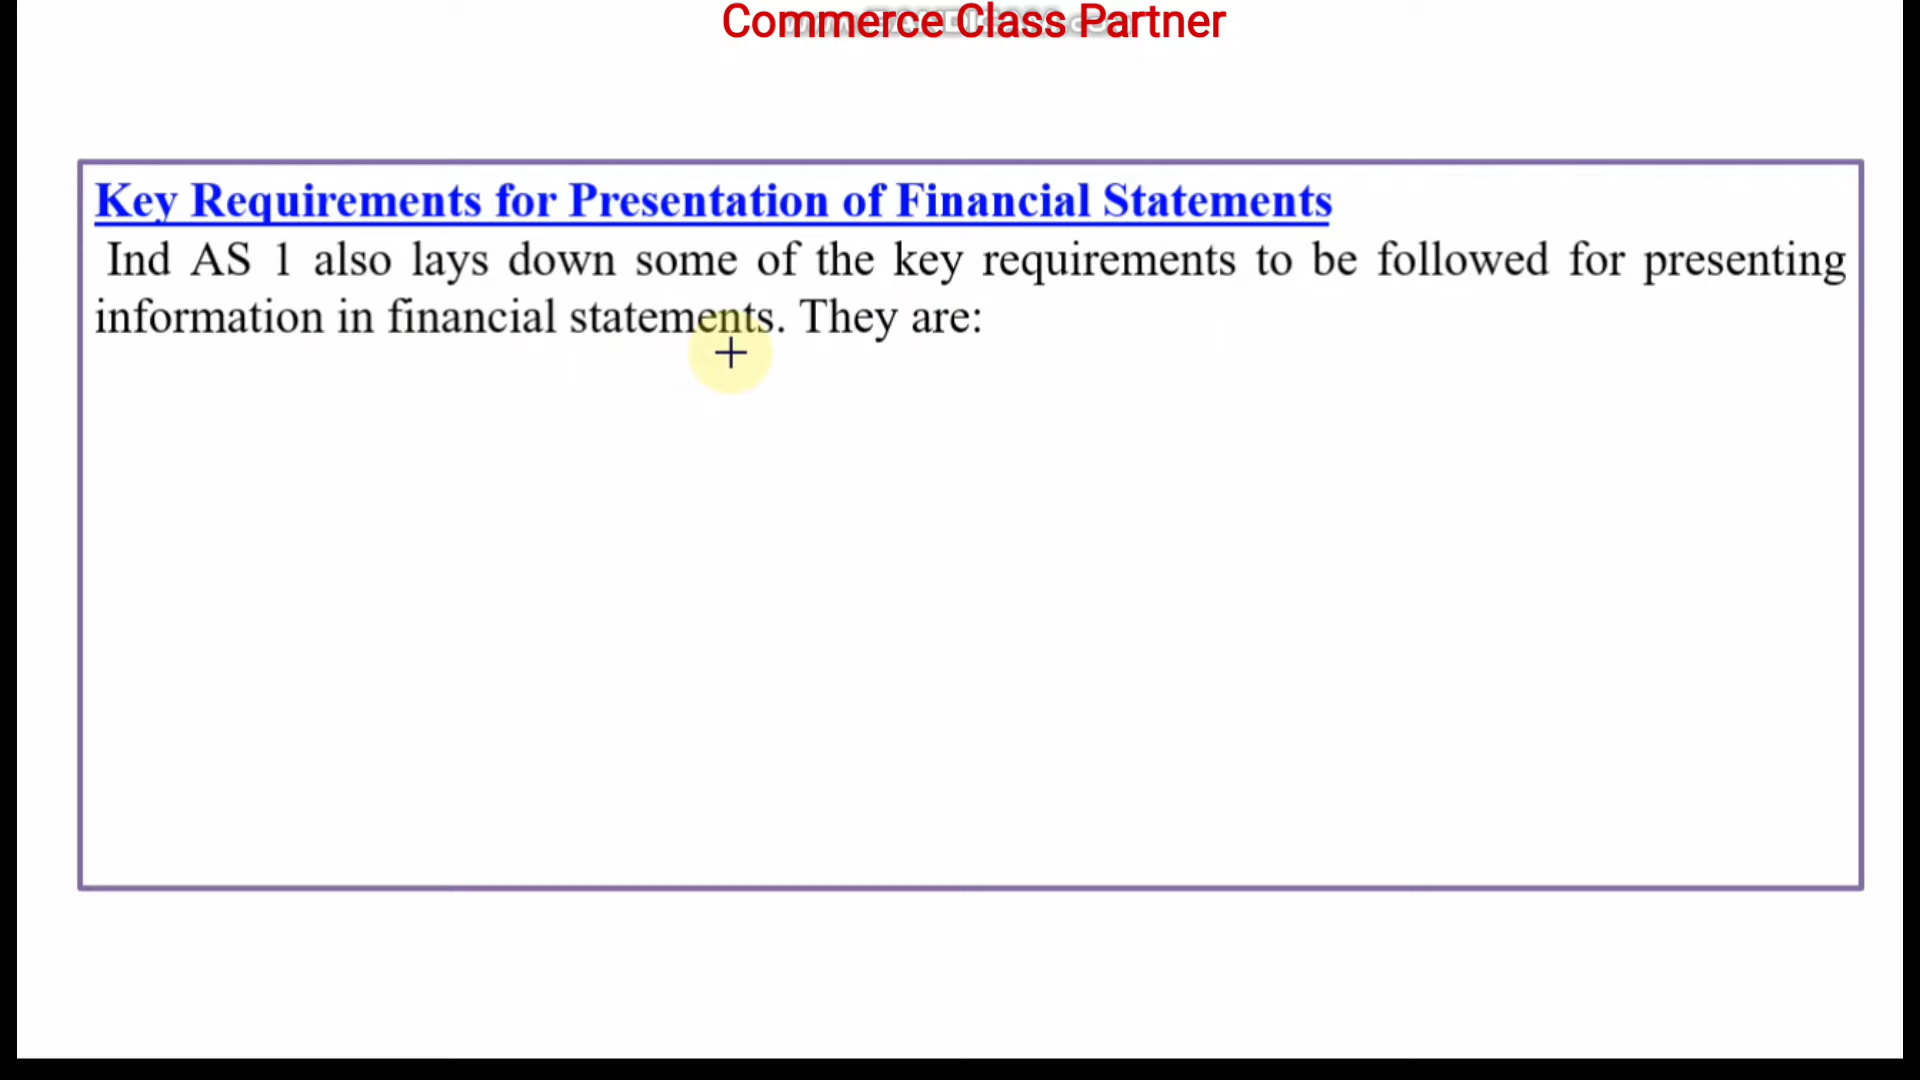 Commerce Class Partner
Key Requirements for Presentation of Financial Statements
Ind AS 1 also lays down some of the key requirements to be followed for presenting
information in financial statements. They are: